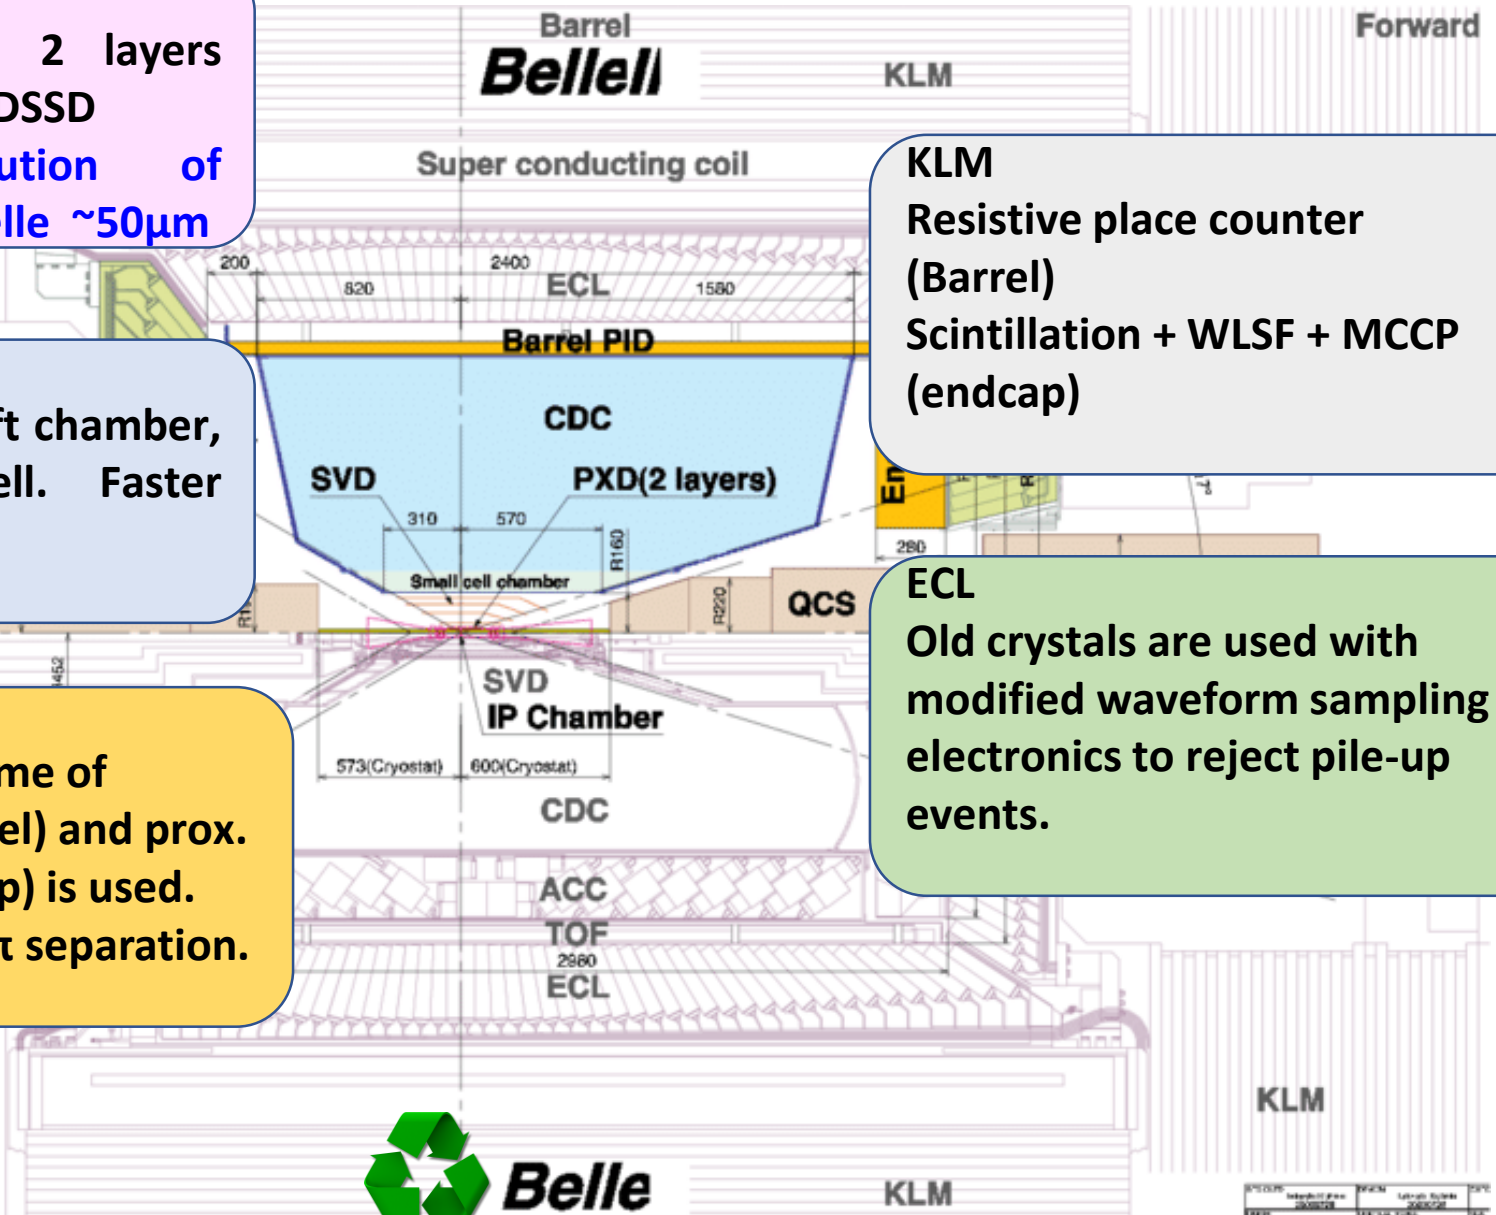 Barrel
Forward
BelleII
KLM
2 layers
DSSD
ution of
elle ~50μm
Super conducting coil
KLM
Resistive place counter
(Barrel)
Scintillation + WLSF + MCCP
(endcap)
200
2400
820
ECL
1580
Barrel PID
CDC
ft chamber,
ell. Faster
SVD
PXD(2 layers)
310
570
R160
En
280
Small cell chamber
R220
QCS
ECL
Old crystals are used with
modified waveform sampling
electronics to reject pile-up
events.
SVD
IP Chamber
573(Cryostat)
600(Cryostat)
CDC
me of
el) and prox.
p) is used.
π separation.
ACC
TOF
2980
ECL
KLM
Belle
KLM